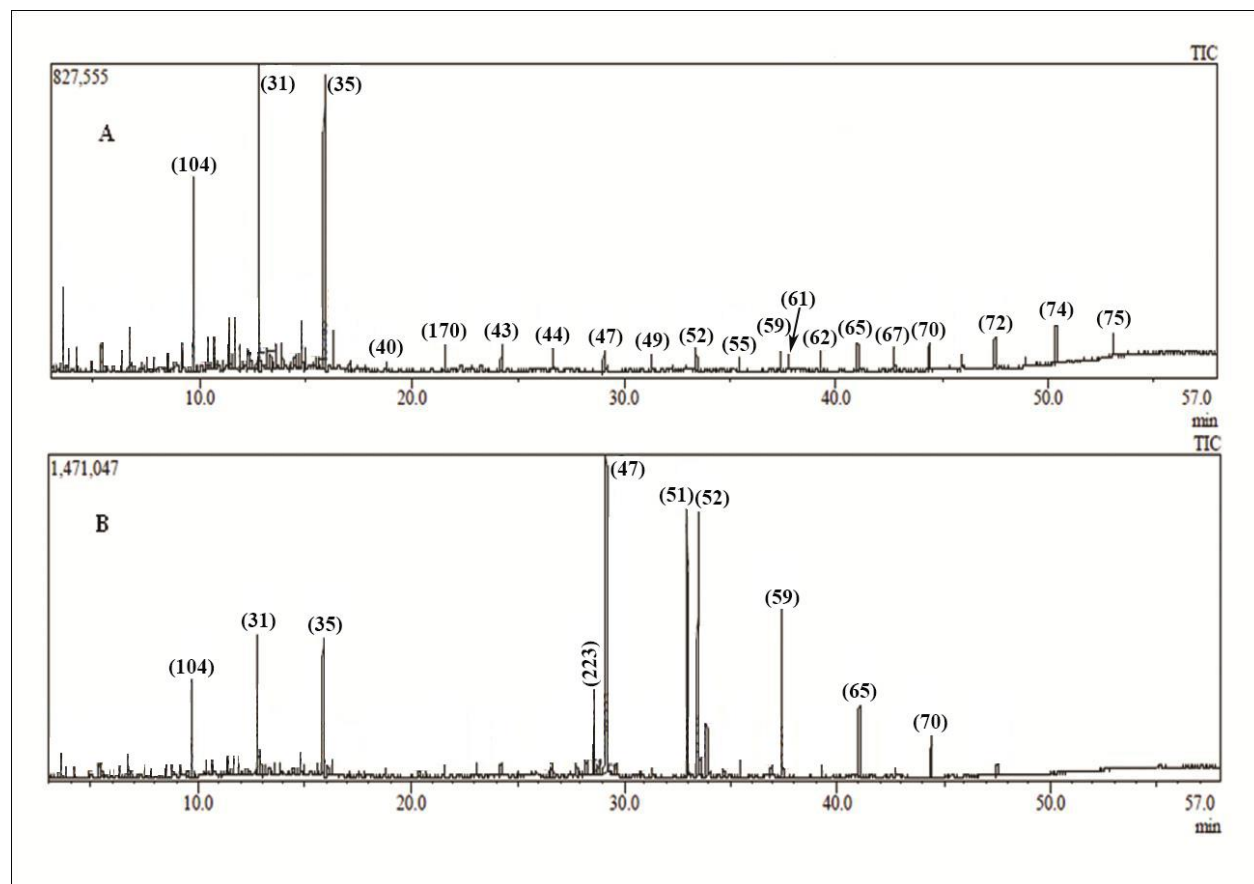 TIC
827,555
(31) (35)
A
(104)
(61)
(40) (170) (43) (44) (47) (49) (52) (55) (59) (62) (65) (67) (70) (72) (74) (75)
10.0 20.0 30.0 40.0 50.0 57.0
min
TIC
1,471,047
(47)
(51) (52)
B
(59)
(31) (35)
(223)
(104)
(65)
(70)
10.0 20.0 30.0 40.0 50.0 57.0
min